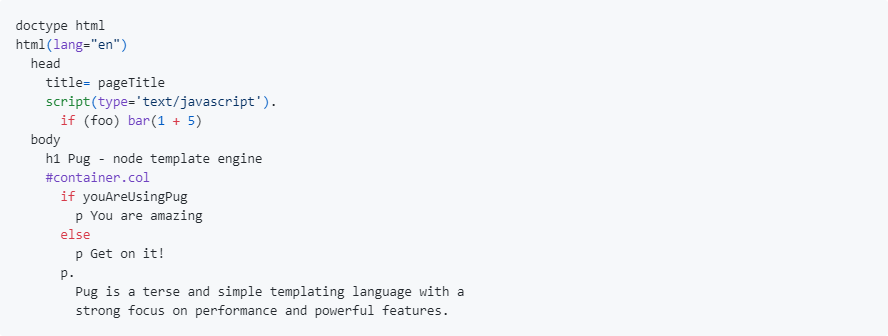 doctype html
html(lang="en")
  head
    title= pageTitle
    script(type='text/javascript').
      if (foo) bar(1 + 5)
  body
    h1 Pug - node template engine
    #container.col
      if youAreUsingPug
        p You are amazing
      else
        p Get on it!
      p.
        Pug is a terse and simple templating language with a
        strong focus on performance and powerful features.